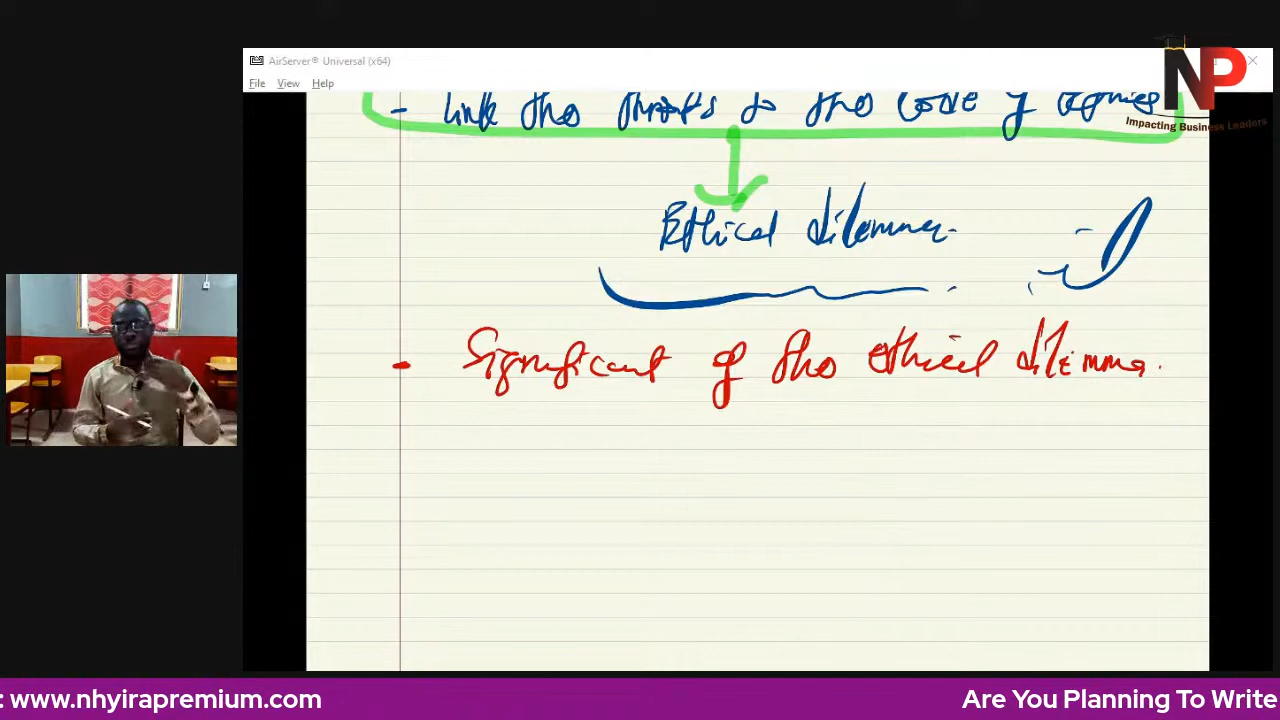 AirServer® Universal (x64)
File View Help
NP
Impacting Business Leaders
- Link the threats to the Code of ethics
Ethical dilemma.
Significant of the ethical dilemma.
: www.nhyirapremium.com Are You Planning To Write